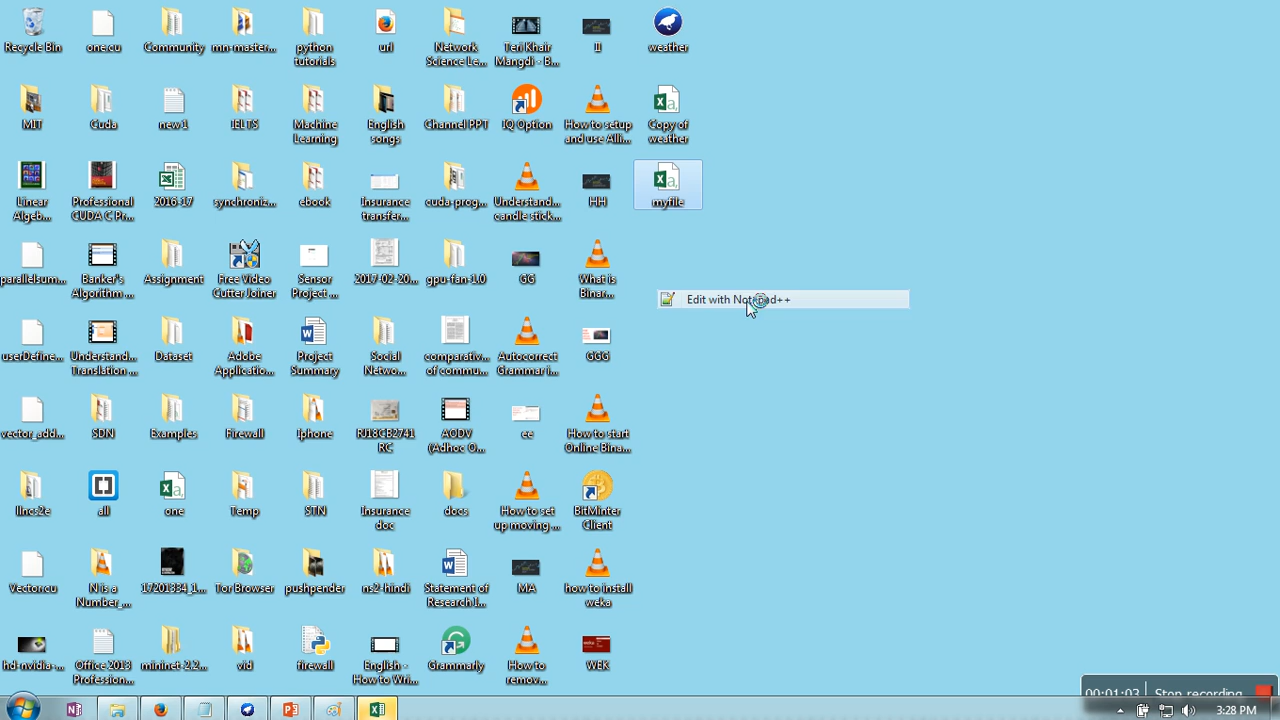 Recycle Bin
one.cu
Community
mn-master...
python
tutorials
url
Network
Science Le...
Teri Khair
Mangdi - B...
II
weather
MIT
Cuda
new 1
IELTS
Machine
Learning
English
songs
Channel PPT
IQ Option
How to setup
and use Alli...
Copy of
weather
Linear
Algeb...
Professional
CUDA C Pr...
2016-17
synchroniz...
ebook
Insurance
transfer...
cuda-prog...
Understand...
candle stick...
HH
myfile
parallelsum...
Banker's
Algorithm ...
Assignment
Free Video
Cutter Joiner
Sensor
Project ...
2017-02-20...
gpu-fan-1.0
GG
What is
Binar...
Edit with Notepad++
userDefine...
Understand...
Translation ...
Dataset
Adobe
Applicatio...
Project
Summary
Social
Netwo...
comparativ...
of commu...
Autocorrect
Grammar i...
GGG
vector_add...
SDN
Examples
Firewall
Iphone
RJ18CB2741
RC
AODV
(Adhoc O...
ee
How to start
Online Bina...
llncs2e
all
one
Temp
STN
Insurance
doc
docs
How to set
up moving ...
BitMinter
Client
Vector.cu
N is a
Number_...
17201334_1...
Tor Browser
pushpender
ns2-hindi
Statement of
Research I...
MA
how to install
weka
hd-nvidia-...
Office 2013
Profession...
mininet-2.2...
vid
firewall
English -
How to Wri...
Grammarly
How to
remov...
WEK
00:01:03
Stop recording
3:28 PM